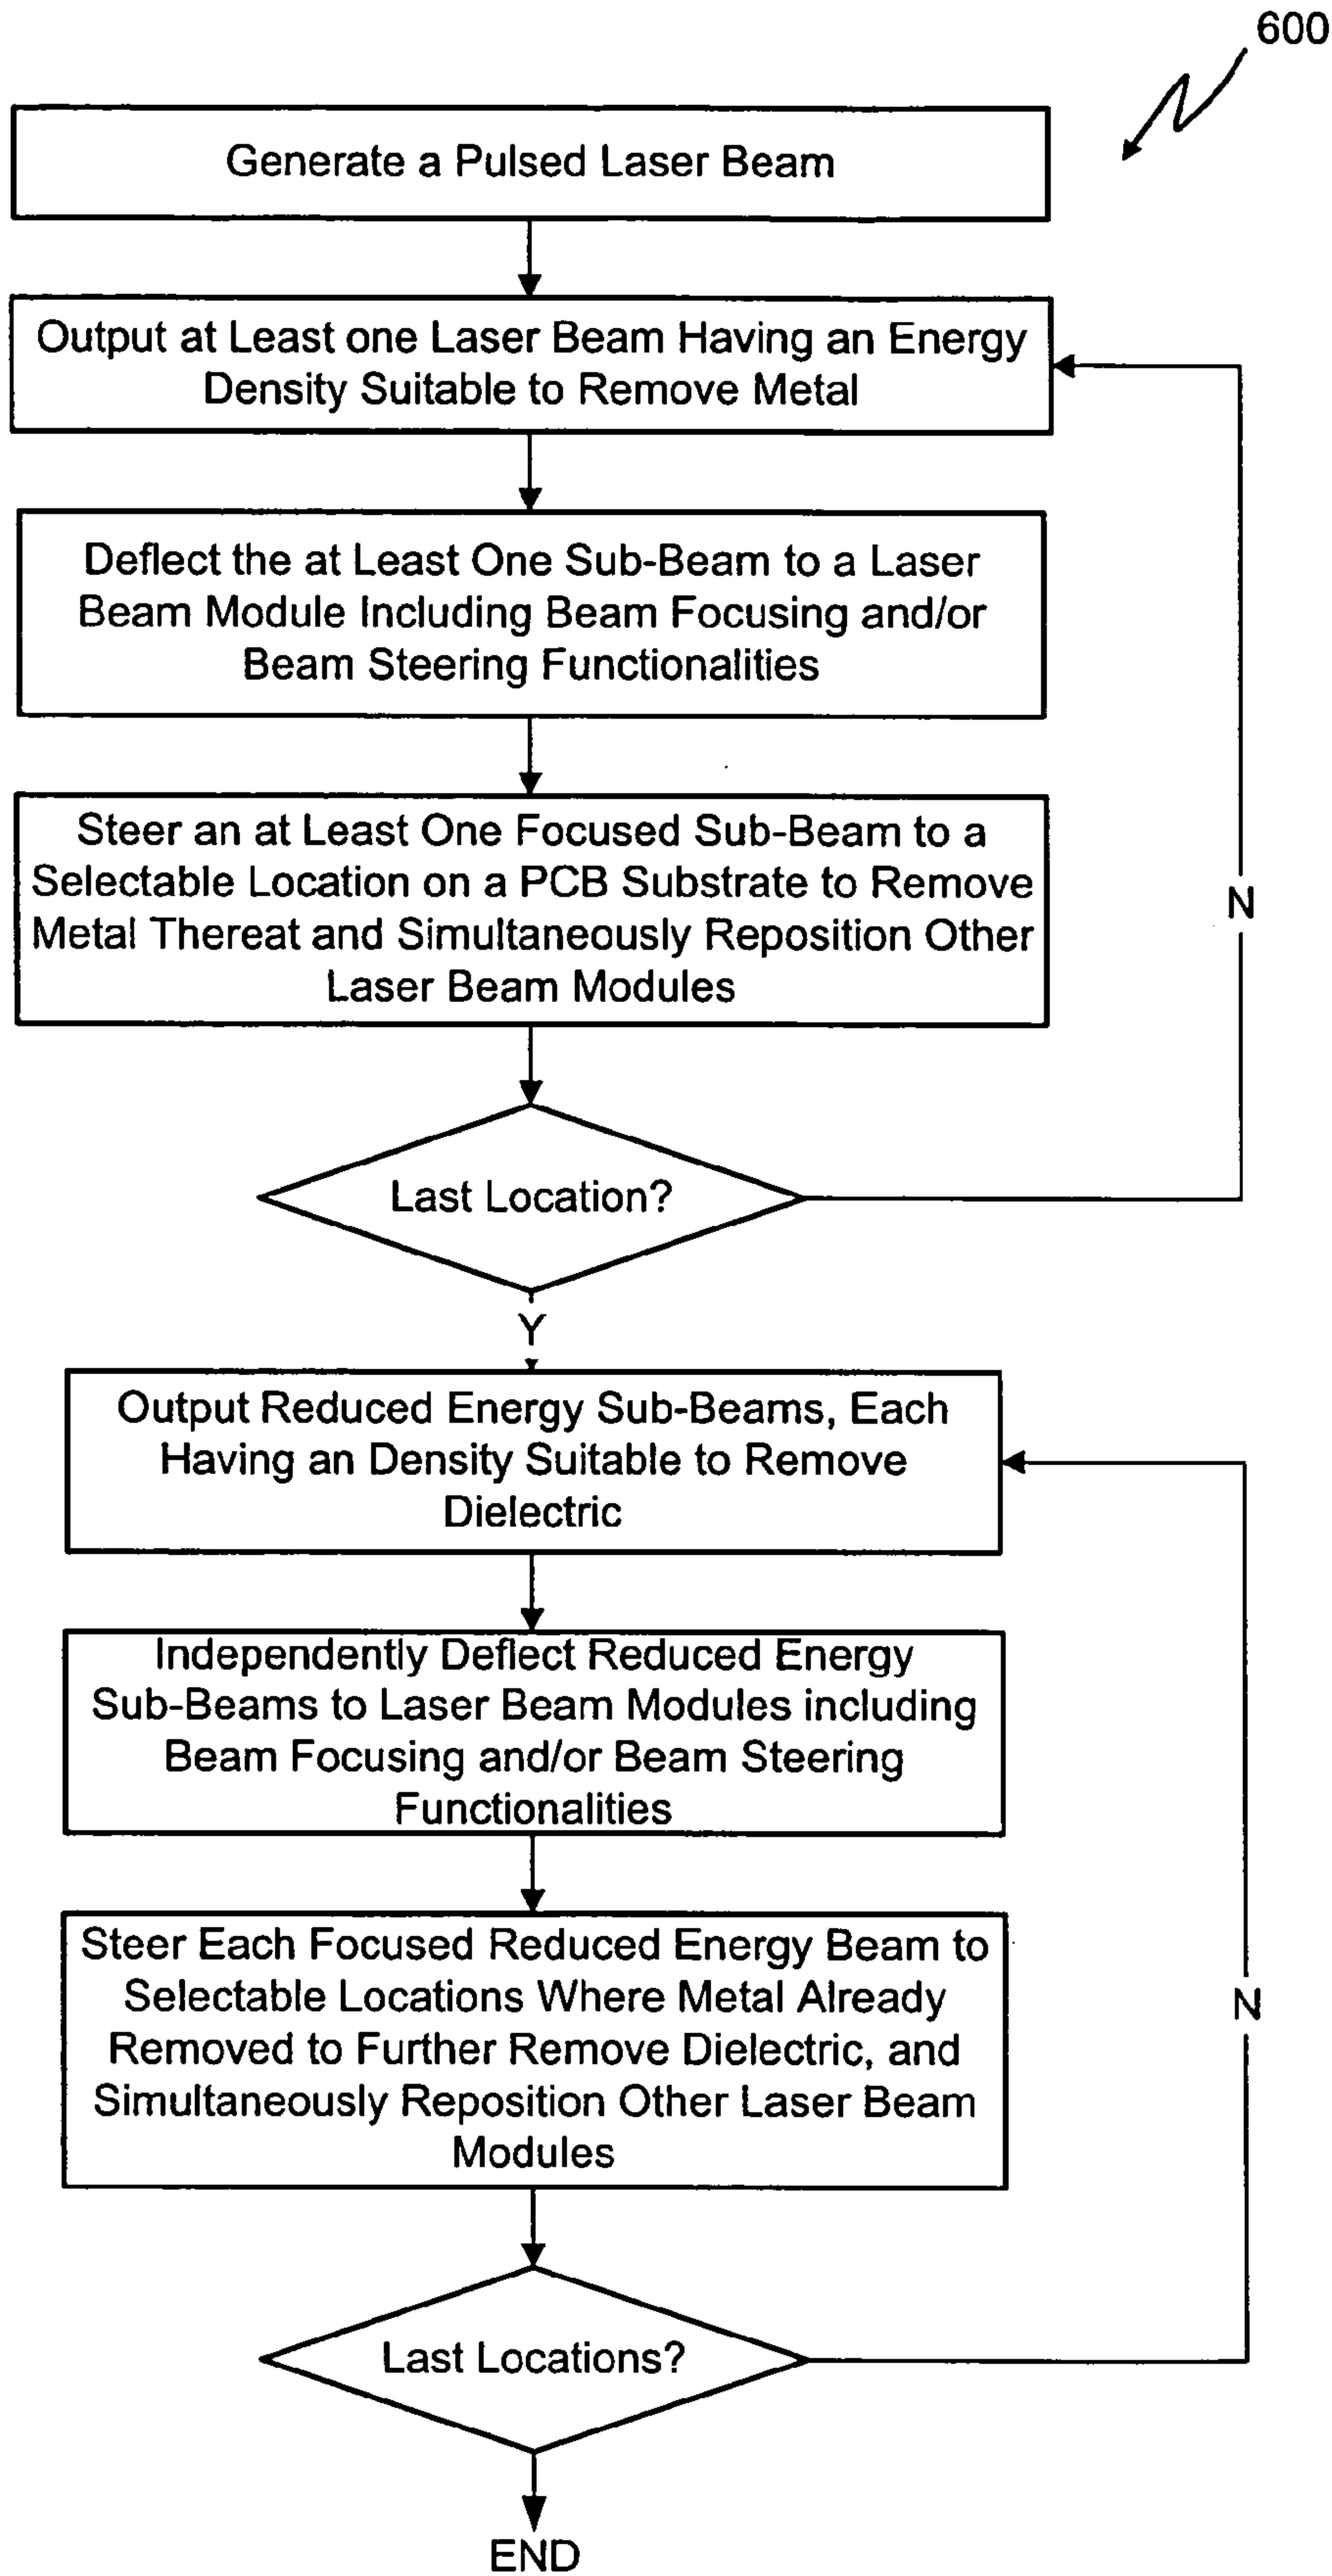 600
Generate a Pulsed Laser Beam
Output at Least one Laser Beam Having an Energy
Density Suitable to Remove Metal
Deflect the at Least One Sub-Beam to a Laser
Beam Module Including Beam Focusing and/or
Beam Steering Functionalities
Steer an at Least One Focused Sub-Beam to a
Selectable Location on a PCB Substrate to Remove
Metal Thereat and Simultaneously Reposition Other
Laser Beam Modules
N
Last Location?
Y
Output Reduced Energy Sub-Beams, Each
Having an Density Suitable to Remove
Dielectric
Independently Deflect Reduced Energy
Sub-Beams to Laser Beam Modules including
Beam Focusing and/or Beam Steering
Functionalities
Steer Each Focused Reduced Energy Beam to
Selectable Locations Where Metal Already
Removed to Further Remove Dielectric, and
Simultaneously Reposition Other Laser Beam
Modules
N
Last Locations?
END